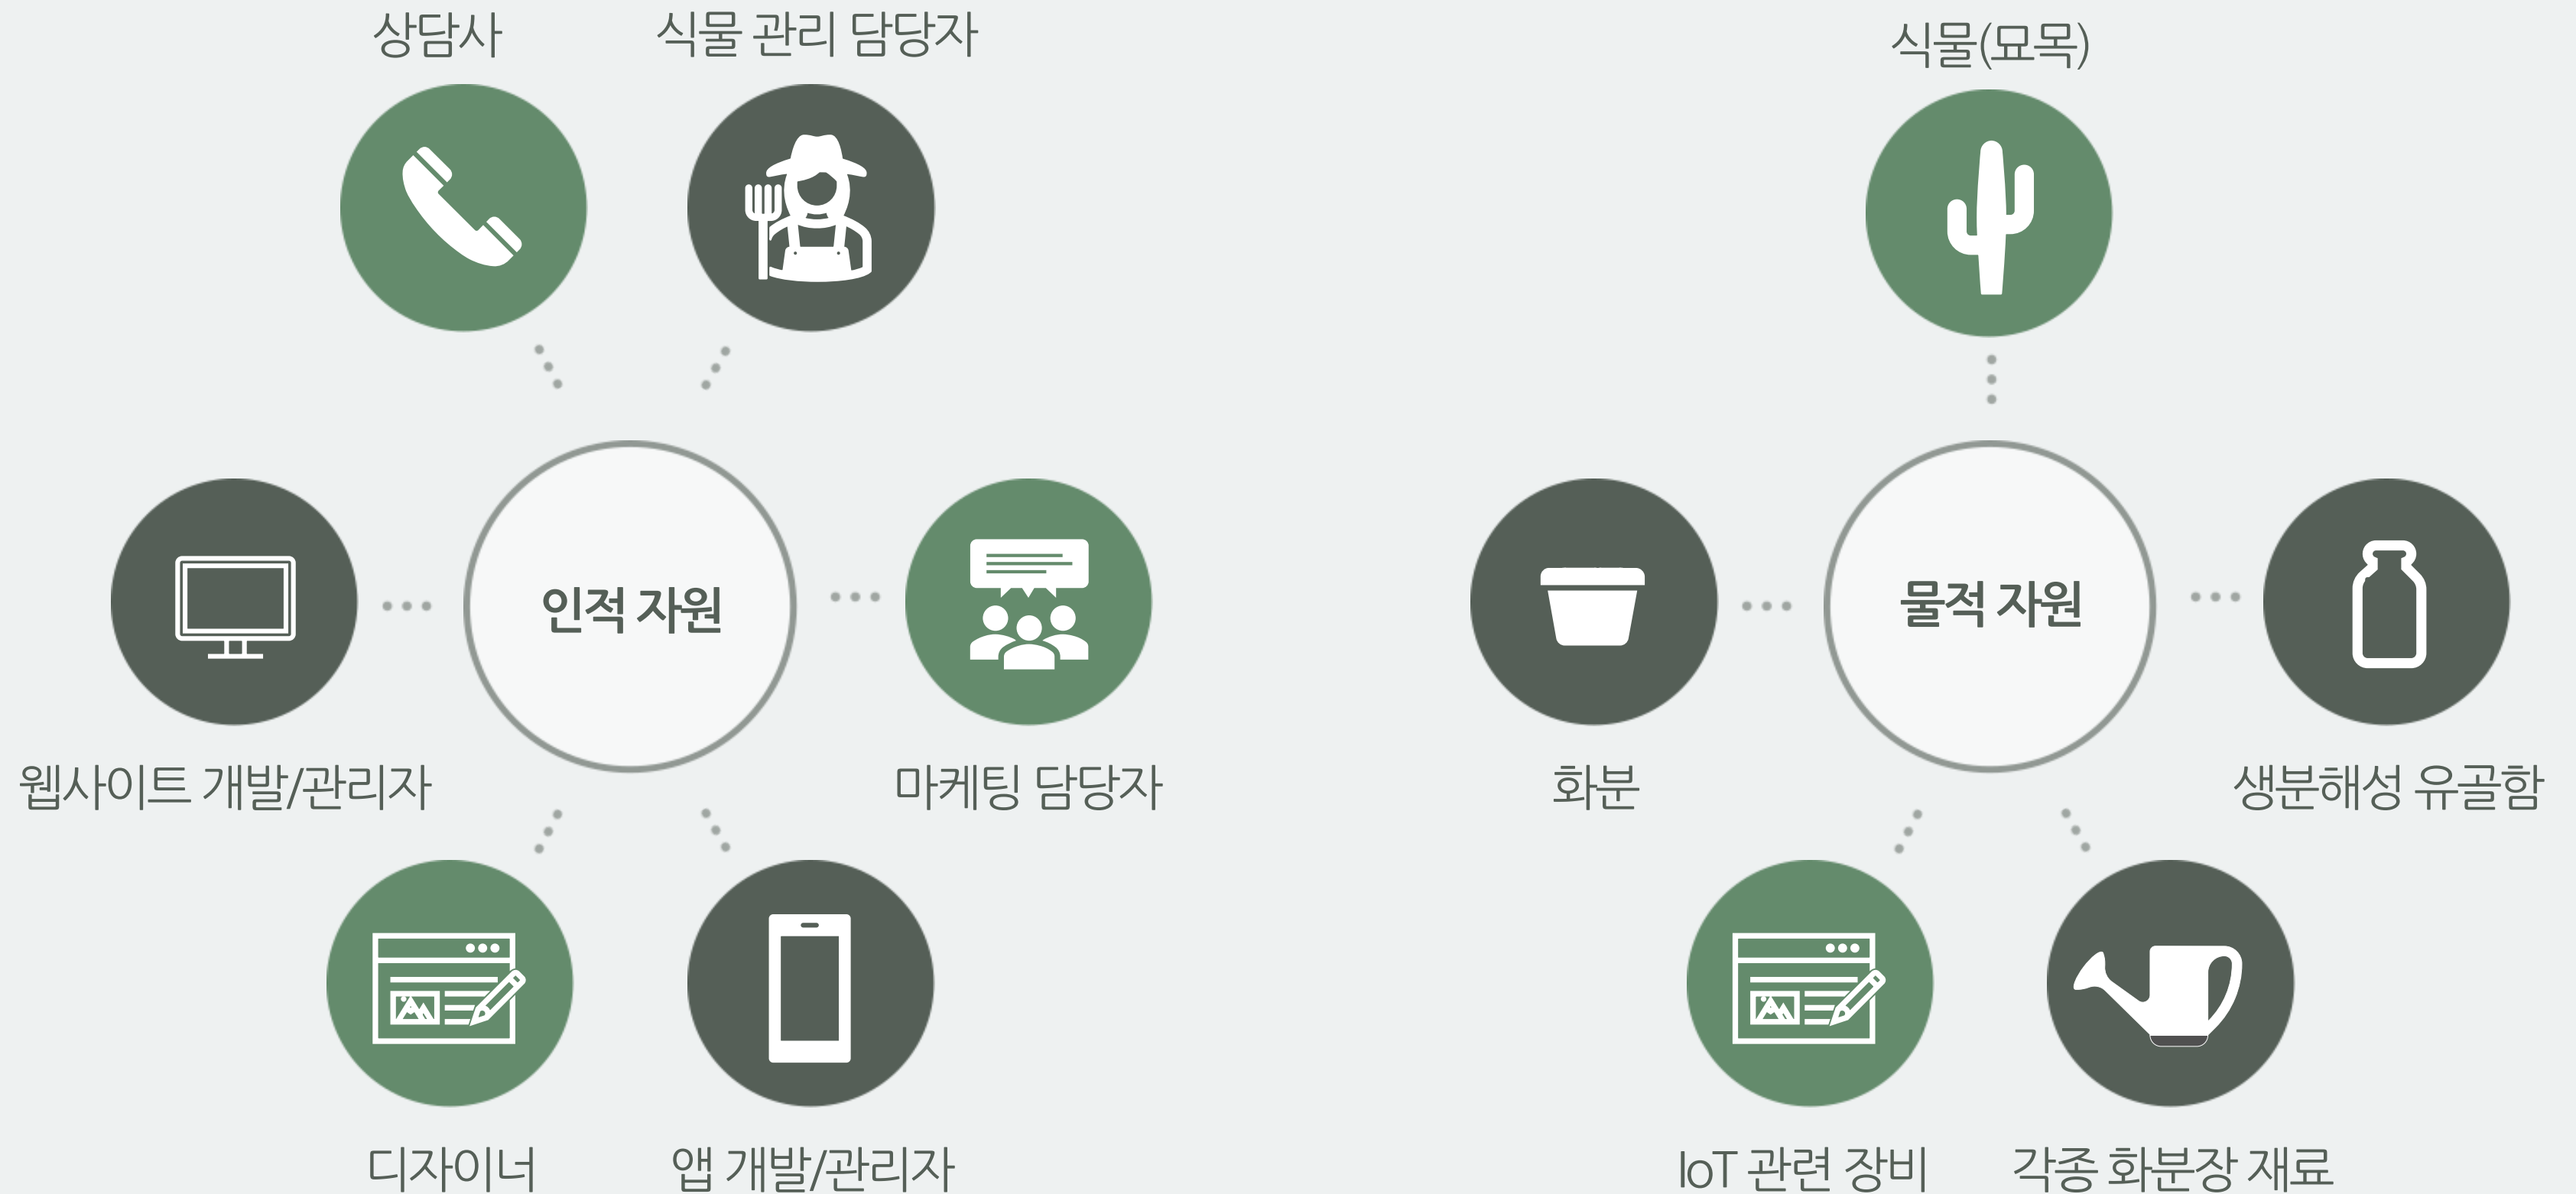 상담사
식물 관리 담당자
인적 자원
웹사이트 개발/관리자
마케팅 담당자
디자이너
앱 개발/관리자
식물(묘목)
물적 자원
화분
생분해성 유골함
IoT 관련 장비
각종 화분장 재료